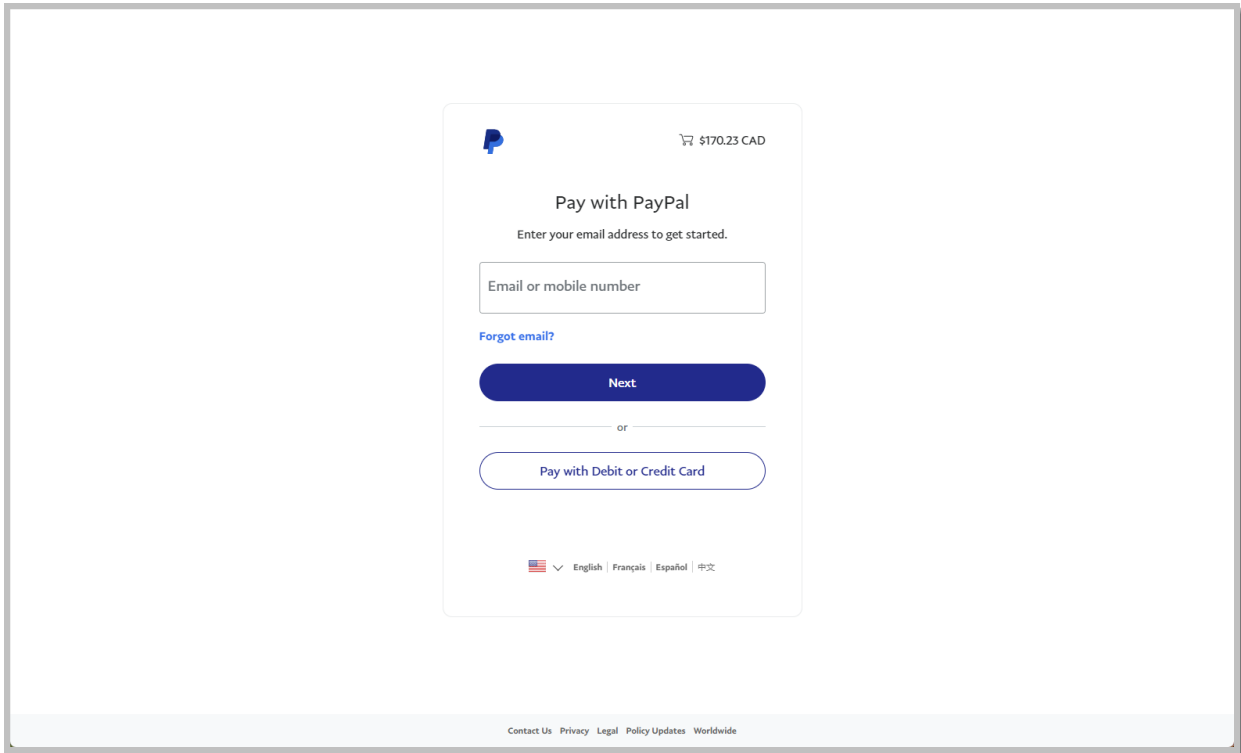 $170.23 CAD
Pay with PayPal
Enter your email address to get started.
Email or mobile number
Forgot email?
Next
or
Pay with Debit or Credit Card
English | Français | Español | 中文
Contact Us Privacy Legal Policy Updates Worldwide